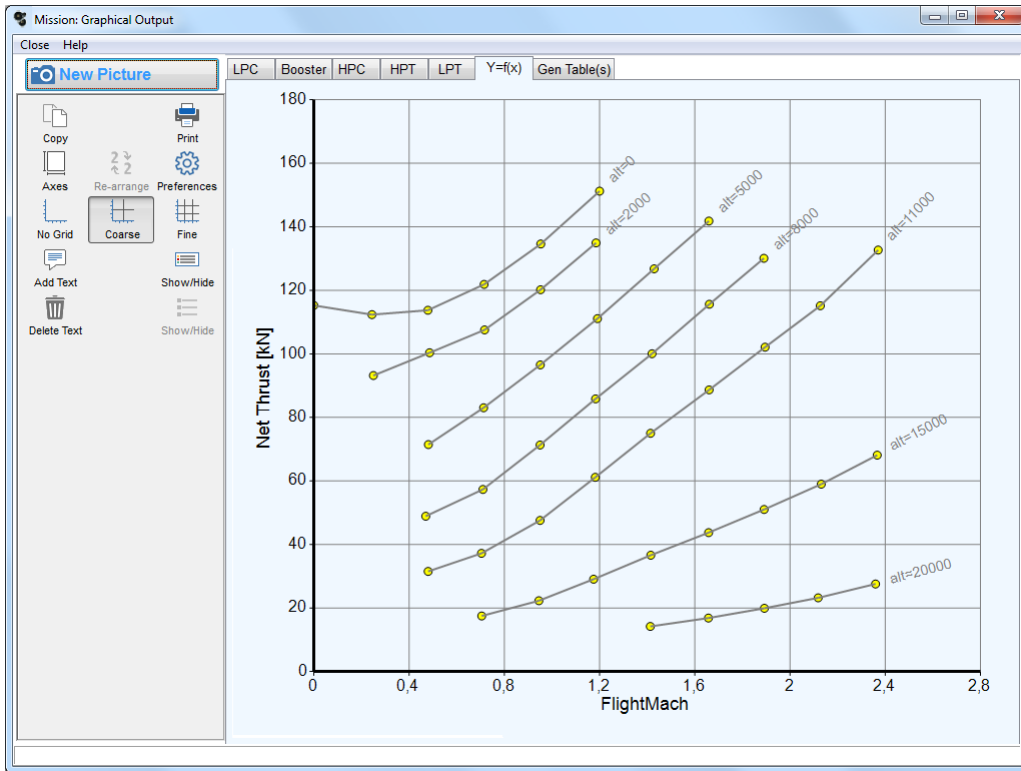 Mission: Graphical Output
Close Help
New Picture
LPC Booster HPC HPT LPT Y=f(x) Gen Table(s)
Copy Print
Axes Re-arrange Preferences
No Grid Coarse Fine
Add Text Show/Hide
Delete Text Show/Hide
180
160
140
120
100
80
60
40
20
0
Net Thrust [kN]
alt=0
alt=2000
alt=5000
alt=8000
alt=11000
alt=15000
alt=20000
0 0,4 0,8 1,2 1,6 2 2,4 2,8
FlightMach